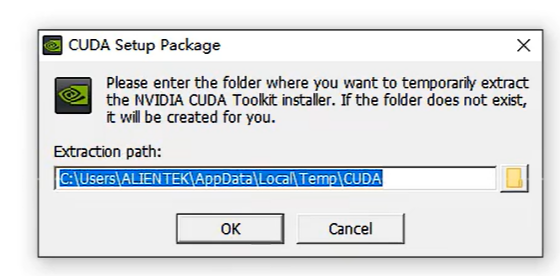 CUDA Setup Package
Please enter the folder where you want to temporarily extract
the NVIDIA CUDA Toolkit installer. If the folder does not exist,
it will be created for you.
Extraction path:
C:\Users\ALIENTEK\AppData\Local\Temp\CUDA
OK
Cancel